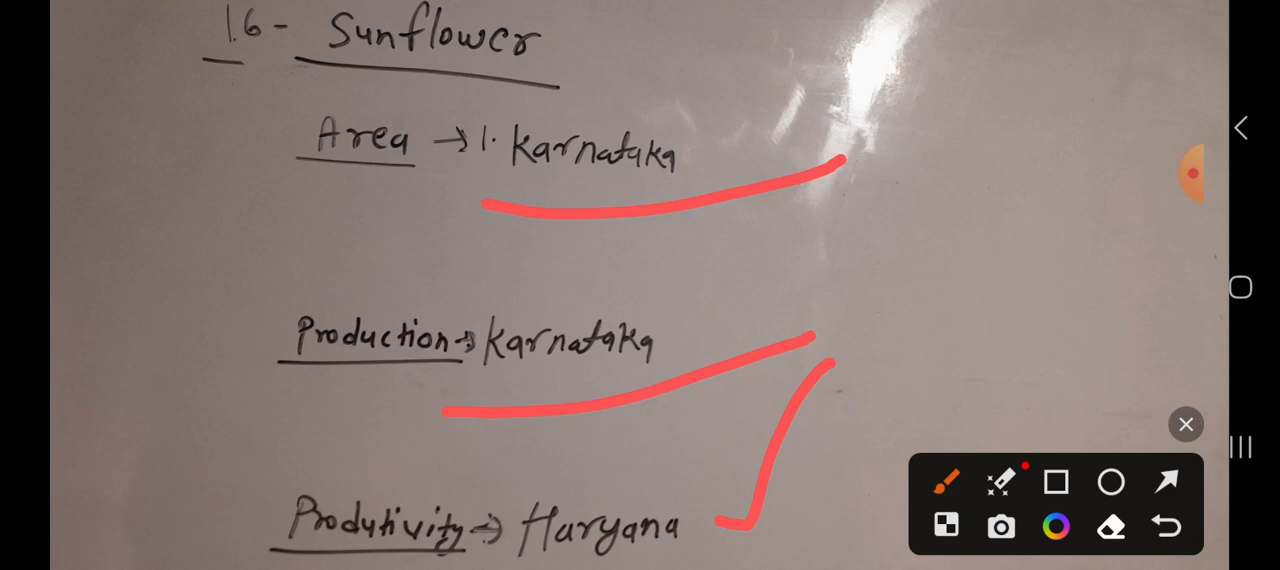 1.6 - Sunflower
Area → 1. Karnataka
Production → Karnataka
Produtivity → Haryana